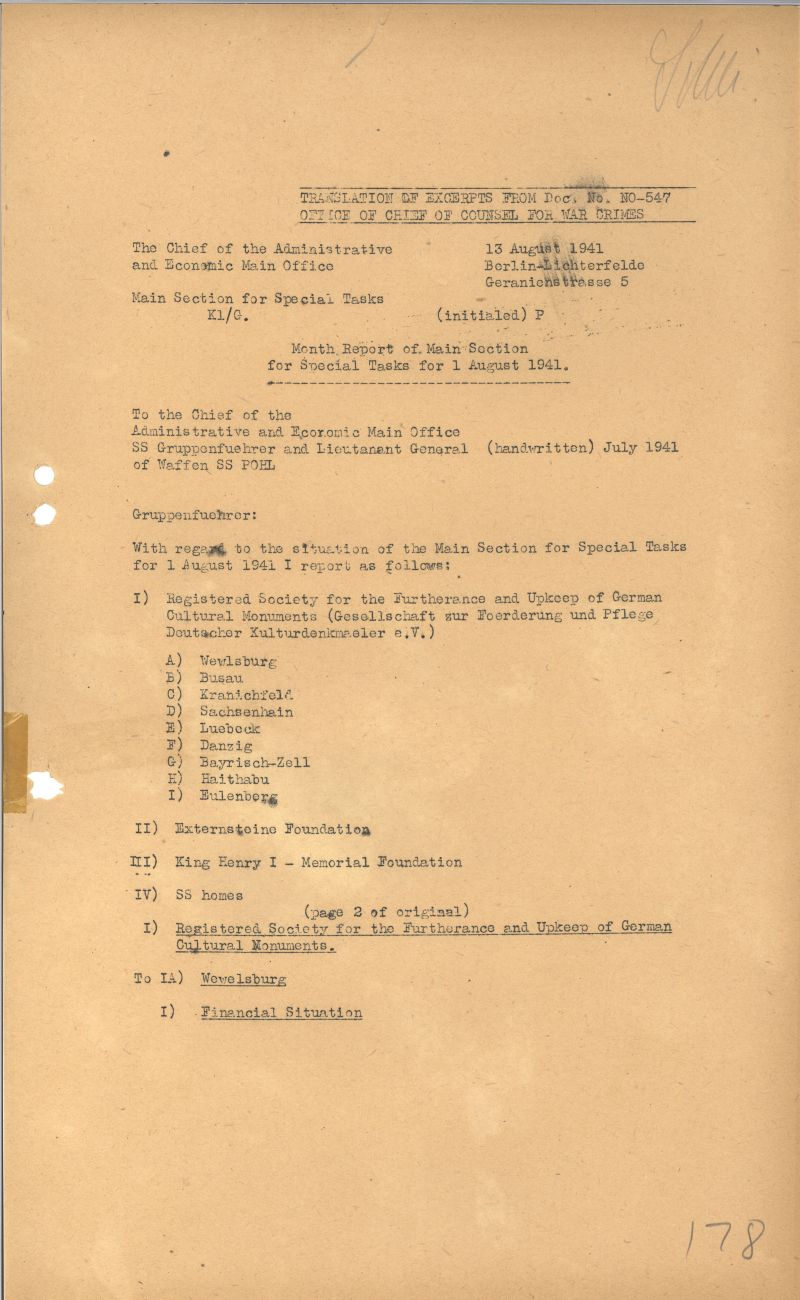 TRANSLATION OF EXCERPTS FROM Doc. No. NO-547
OFFICE OF CHIEF OF COUNSEL FOR WAR CRIMES
The Chief of the Administrative
and Economic Main Office
13 August 1941
Berlin-Lichterfelde
Geranienstrasse 5
Main Section for Special Tasks
K1/G.
(initialed) P
Month Report of Main Section
for Special Tasks for 1 August 1941.
To the Chief of the
Administrative and Economic Main Office
SS Gruppenfuehrer and Lieutanant General (handwritten) July 1941
of Waffen SS POHL
Gruppenfuehrer:
With regard to the situation of the Main Section for Special Tasks
for 1 August 1941 I report as follows:
I) Registered Society for the Furtherance and Upkeep of German
Cultural Monuments (Gesellschaft zur Foerderung und Pflege
Deutscher Kulturdenkmaeler e.V.)
A) Wewlsburg
B) Busau
C) Kranichfeld
D) Sachsenhain
E) Luebeck
F) Danzig
G) Bayrisch-Zell
H) Haithabu
I) Eulenberg
II) Externsteine Foundation
III) King Henry I - Memorial Foundation
IV) SS homes
(page 2 of original)
I) Registered Society for the Furtherance and Upkeep of German
Cultural Monuments.
To IA) Wewelsburg
I) Financial Situation
178